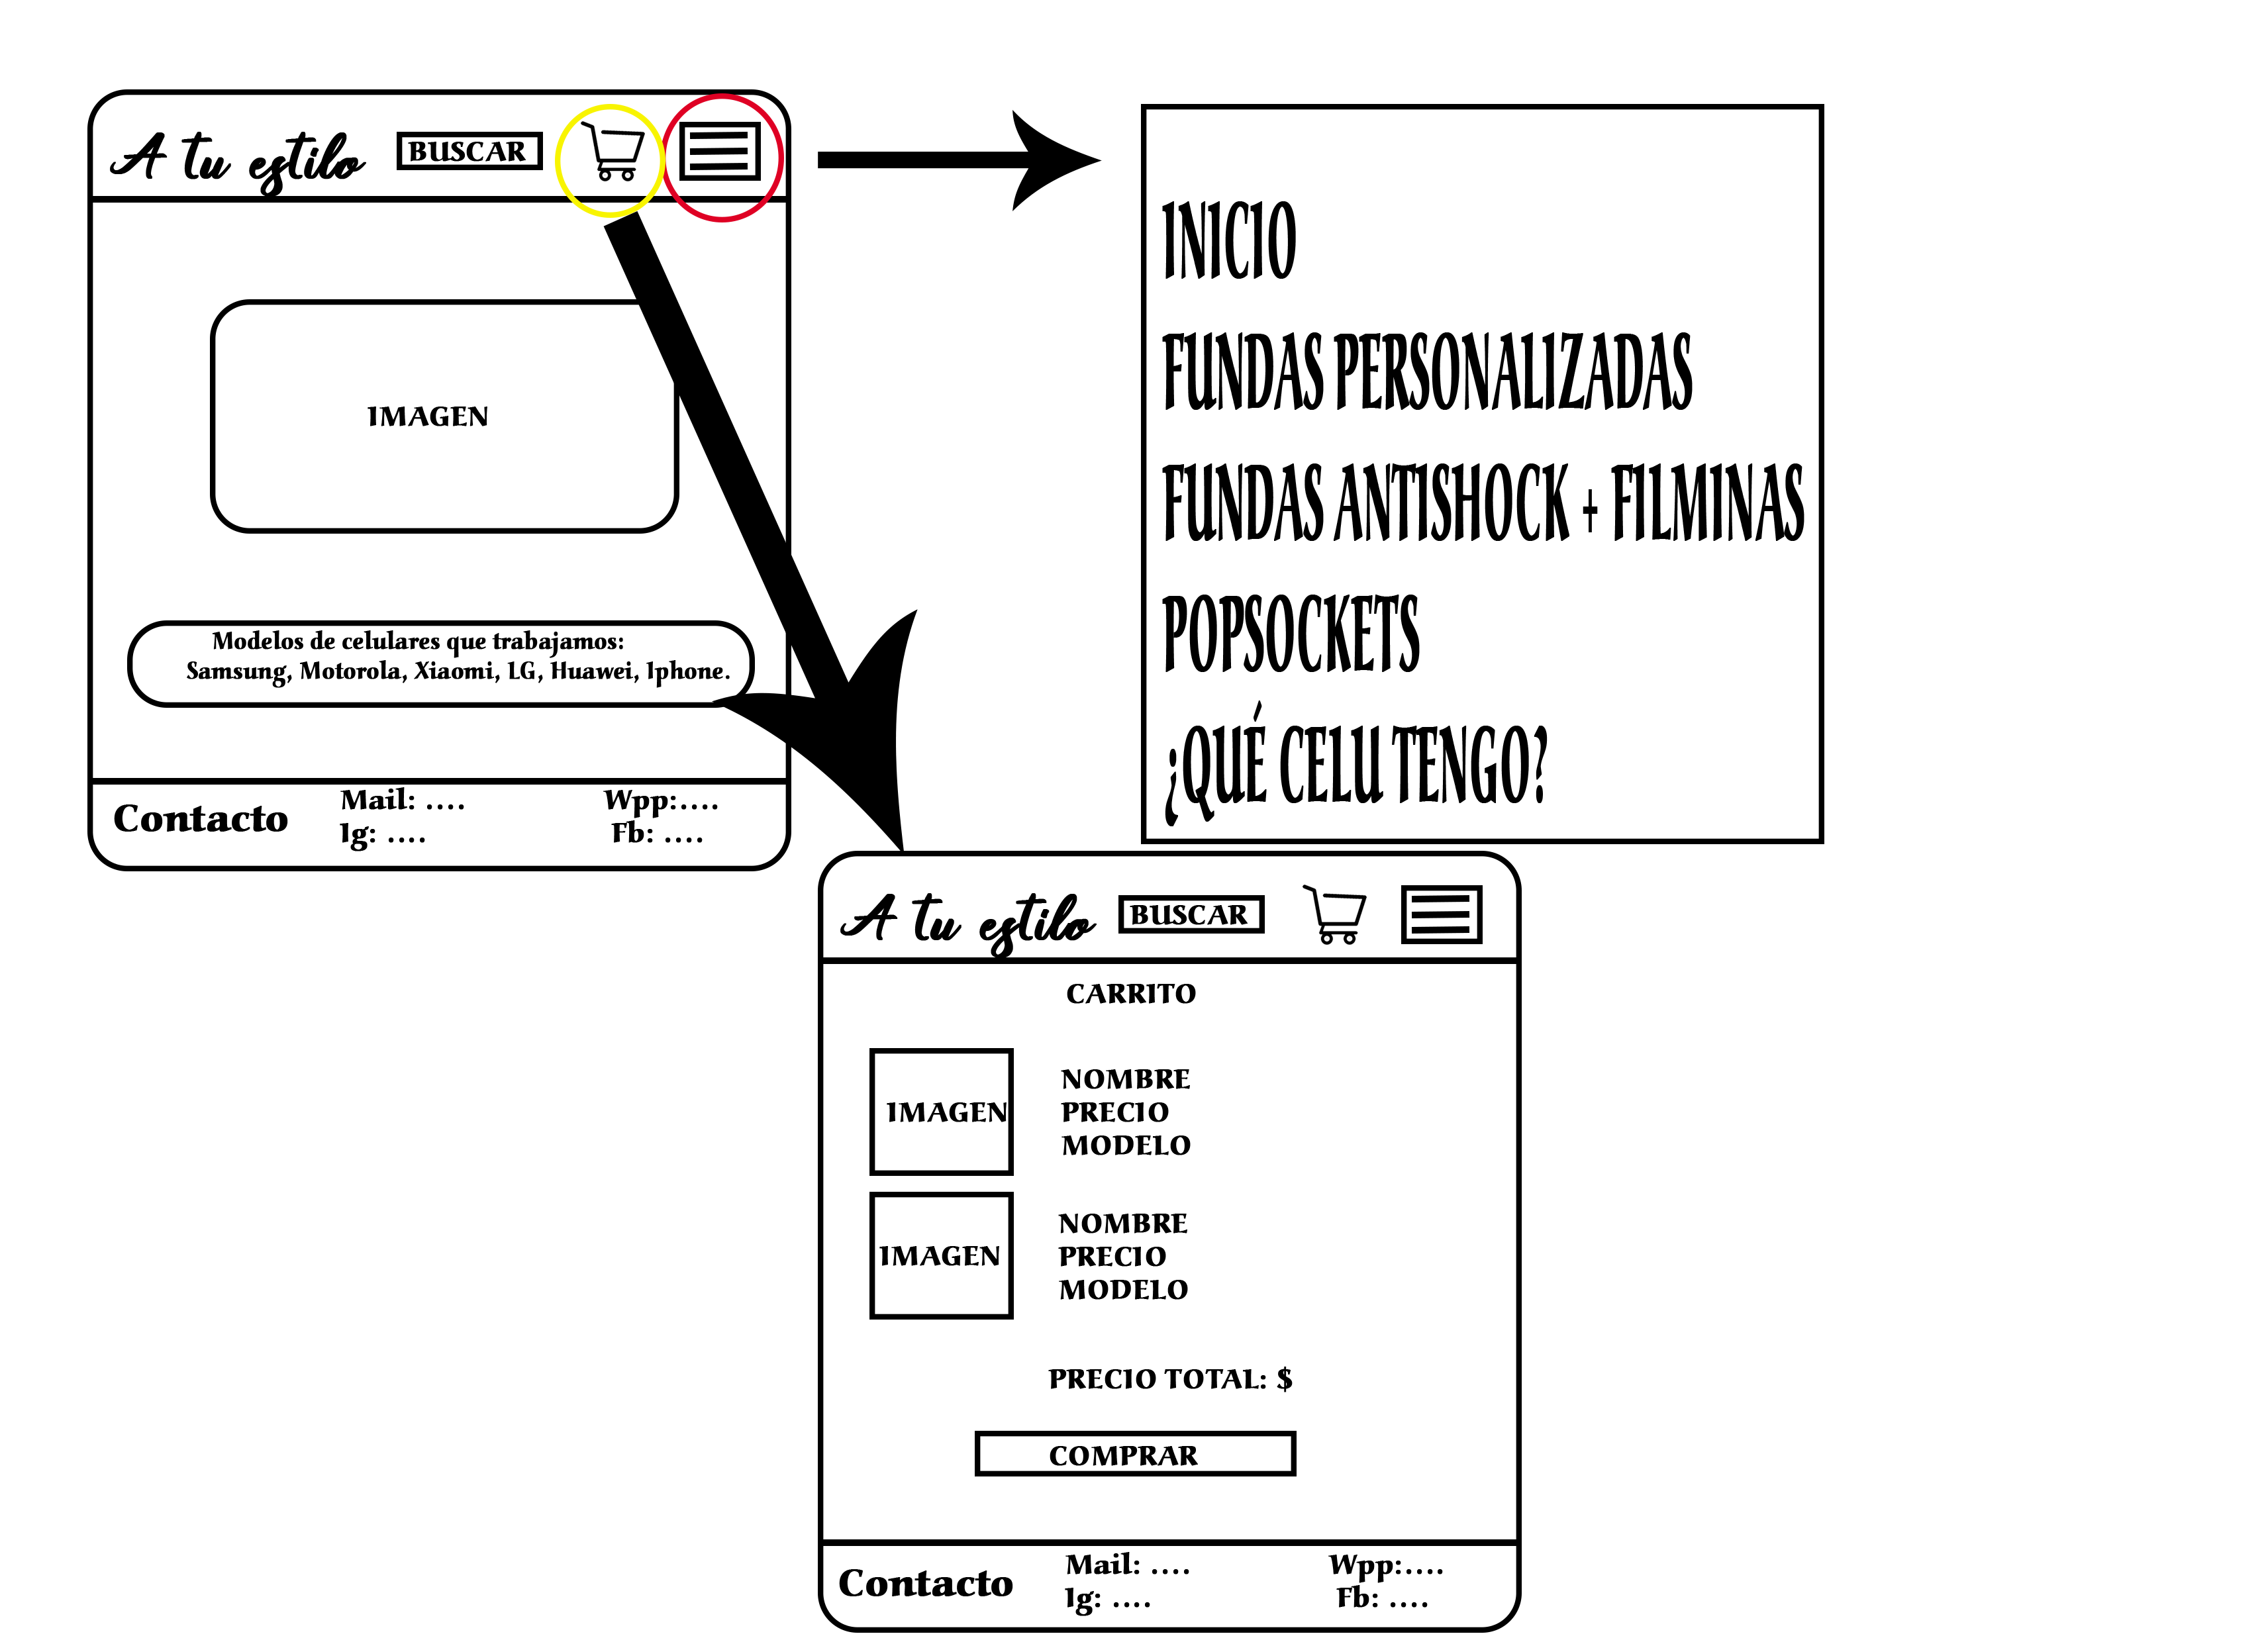 A tu estilo
BUSCAR
IMAGEN
Modelos de celulares que trabajamos:
Samsung, Motorola, Xiaomi, LG, Huawei, Iphone.
Contacto
Mail: ....
Ig: ....
Wpp:....
Fb: ....
INICIO
FUNDAS PERSONALIZADAS
FUNDAS ANTISHOCK + FILMINAS
POPSOCKETS
¿QUÉ CELU TENGO?
A tu estilo
BUSCAR
CARRITO
IMAGEN
NOMBRE
PRECIO
MODELO
IMAGEN
NOMBRE
PRECIO
MODELO
PRECIO TOTAL: $
COMPRAR
Contacto
Mail: ....
Ig: ....
Wpp:....
Fb: ....